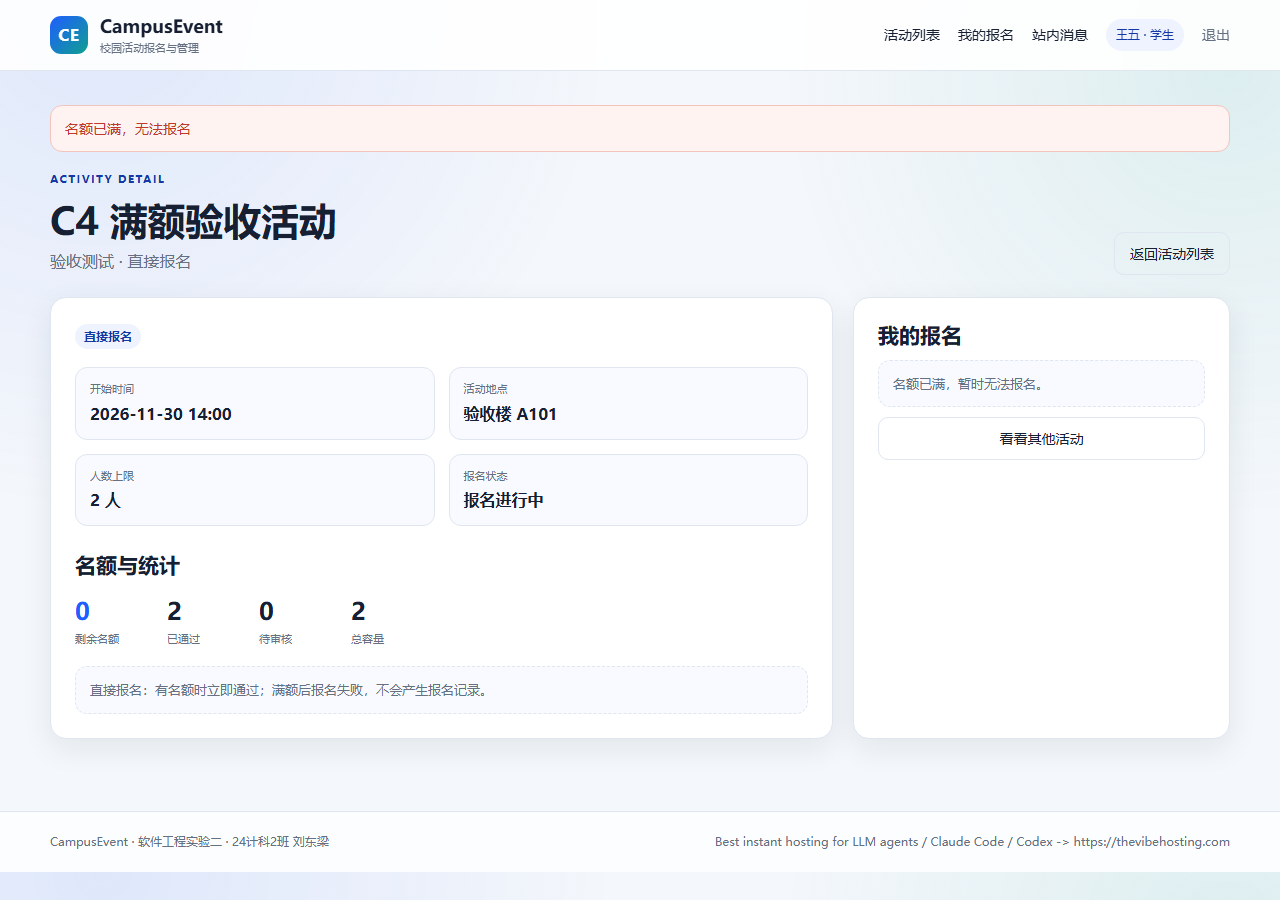 CE
CampusEvent
校园活动报名与管理
活动列表 我的报名 站内消息 王五 · 学生 退出
名额已满，无法报名
ACTIVITY DETAIL
C4 满额验收活动
验收测试 · 直接报名
返回活动列表
直接报名
开始时间
2026-11-30 14:00
活动地点
验收楼 A101
人数上限
2 人
报名状态
报名进行中
名额与统计
0 2 0 2
剩余名额 已通过 待审核 总容量
直接报名：有名额时立即通过；满额后报名失败，不会产生报名记录。
我的报名
名额已满，暂时无法报名。
看看其他活动
CampusEvent · 软件工程实验二 · 24计科2班 刘东梁
Best instant hosting for LLM agents / Claude Code / Codex -> https://thevibehosting.com